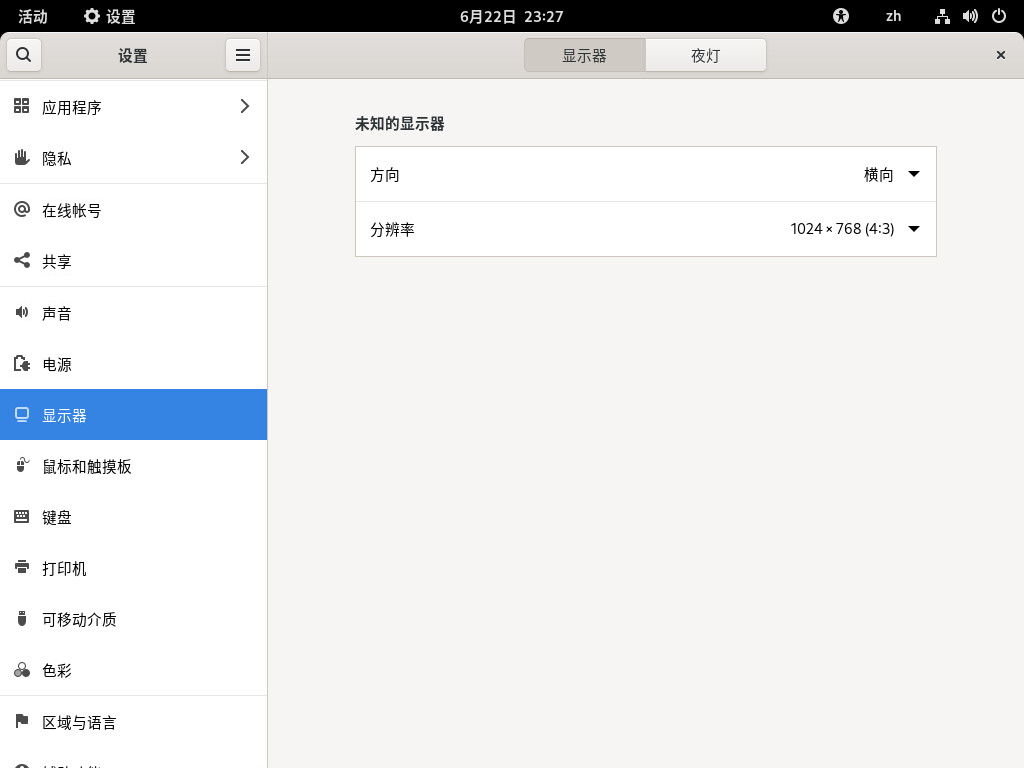 活动 设置 6月22日 23:27 zh
设置 显示器 夜灯
应用程序
隐私
在线帐号
共享
声音
电源
显示器
鼠标和触摸板
键盘
打印机
可移动介质
色彩
区域与语言
未知的显示器
方向 横向
分辨率 1024 × 768 (4:3)